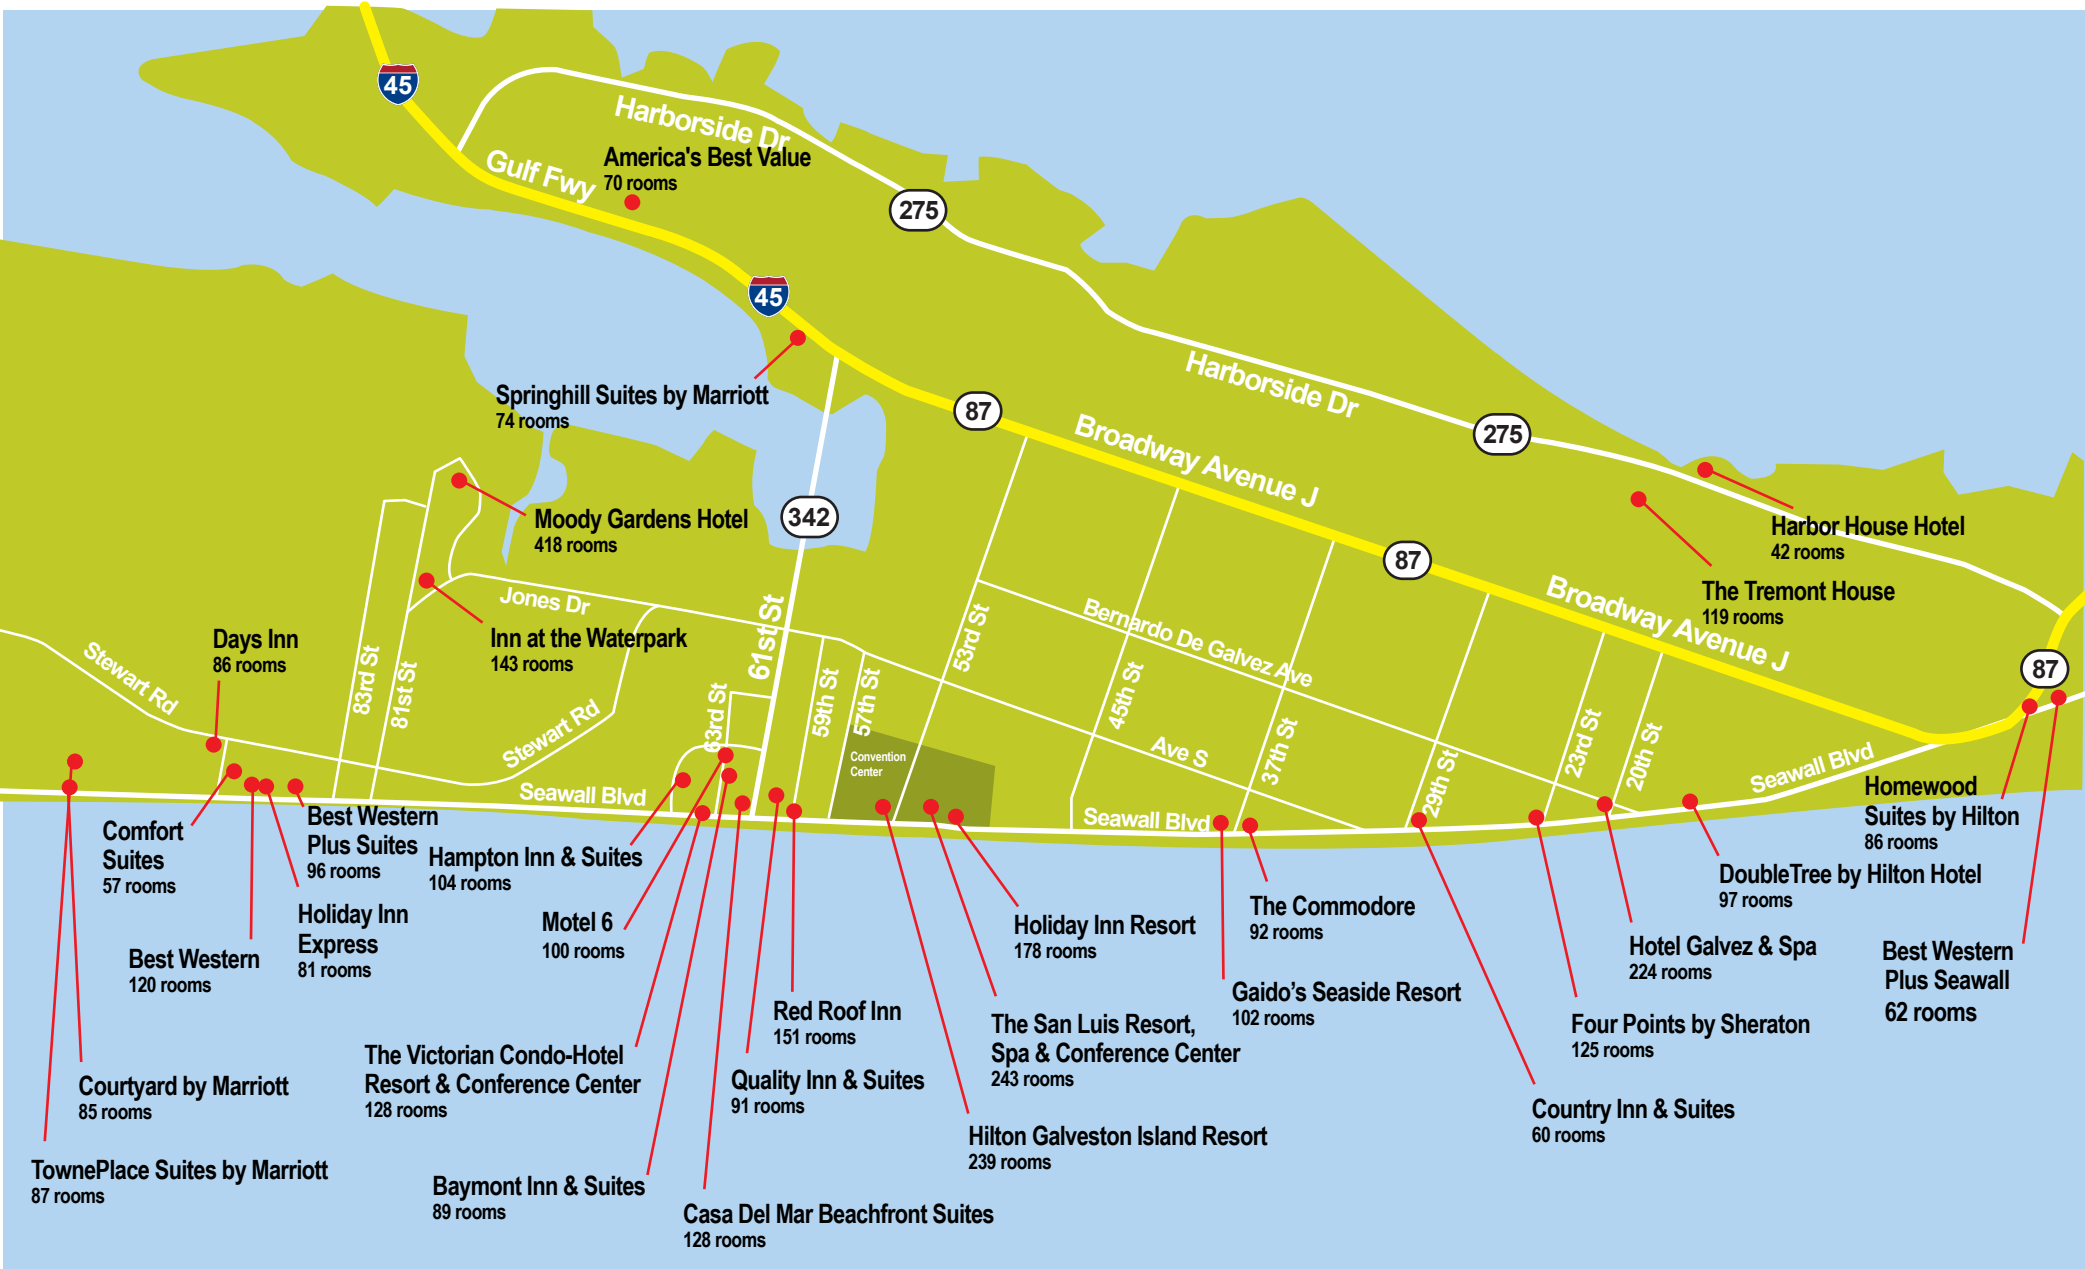 45
Harborside Dr
Gulf Fwy
America's Best Value
70 rooms
275
45
Springhill Suites by Marriott
74 rooms
87
Harborside Dr
Broadway Avenue J
275
Moody Gardens Hotel
418 rooms
342
Harbor House Hotel
42 rooms
87
The Tremont House
119 rooms
Broadway Avenue J
87
Jones Dr
61st St
Inn at the Waterpark
143 rooms
Days Inn
86 rooms
Stewart Rd
83rd St
81st St
Stewart Rd
63rd St
59th St
57th St
53rd St
Bernardo De Galvez Ave
45th St
Ave S
37th St
29th St
23rd St
20th St
Convention
Center
Seawall Blvd
Seawall Blvd
Seawall Blvd
Comfort
Suites
57 rooms
Best Western
Plus Suites
96 rooms
Hampton Inn & Suites
104 rooms
Homewood
Suites by Hilton
86 rooms
DoubleTree by Hilton Hotel
97 rooms
Holiday Inn
Express
81 rooms
Best Western
120 rooms
Motel 6
100 rooms
Holiday Inn Resort
178 rooms
The Commodore
92 rooms
Hotel Galvez & Spa
224 rooms
Best Western
Plus Seawall
62 rooms
Gaido’s Seaside Resort
102 rooms
Red Roof Inn
151 rooms
The San Luis Resort,
Spa & Conference Center
243 rooms
Four Points by Sheraton
125 rooms
The Victorian Condo-Hotel
Resort & Conference Center
128 rooms
Courtyard by Marriott
85 rooms
Quality Inn & Suites
91 rooms
Country Inn & Suites
60 rooms
Hilton Galveston Island Resort
239 rooms
TownePlace Suites by Marriott
87 rooms
Baymont Inn & Suites
89 rooms
Casa Del Mar Beachfront Suites
128 rooms